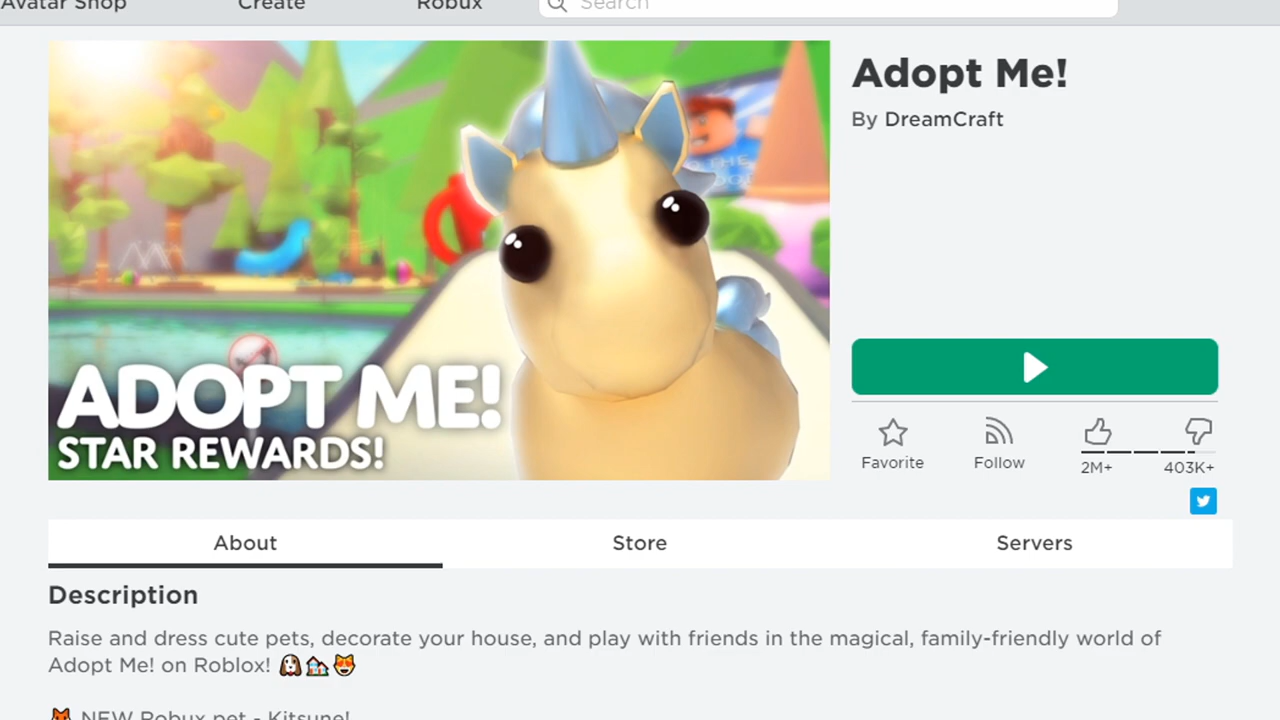 Avatar Shop
Create
Robux
Search
Adopt Me!
By DreamCraft
ADOPT ME!
STAR REWARDS!
Favorite
Follow
2M+
403K+
About
Store
Servers
Description
Raise and dress cute pets, decorate your house, and play with friends in the magical, family-friendly world of
Adopt Me! on Roblox! 🐶🏡😻
🦊 NEW Robux pet - Kitsune!